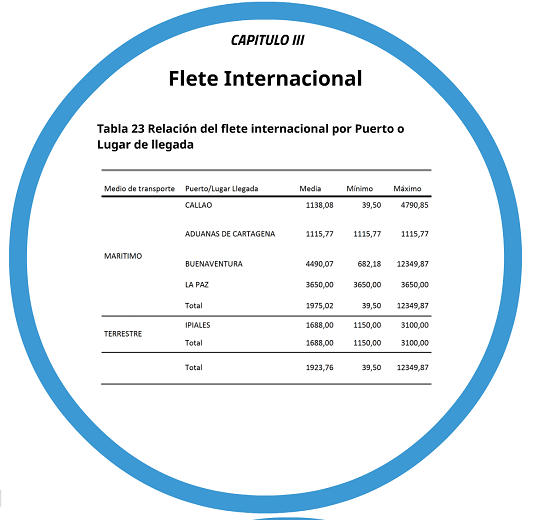 CAPITULO III
Flete Internacional
Tabla 23 Relación del flete internacional por Puerto o
Lugar de llegada
Medio de transporte Puerto/Lugar Llegada Media Mínimo Máximo
CALLAO 1138,08 39,50 4790,85
ADUANAS DE CARTAGENA 1115,77 1115,77 1115,77
MARITIMO
BUENAVENTURA 4490,07 682,18 12349,87
LA PAZ 3650,00 3650,00 3650,00
Total 1975,02 39,50 12349,87
IPIALES 1688,00 1150,00 3100,00
TERRESTRE
Total 1688,00 1150,00 3100,00
Total 1923,76 39,50 12349,87